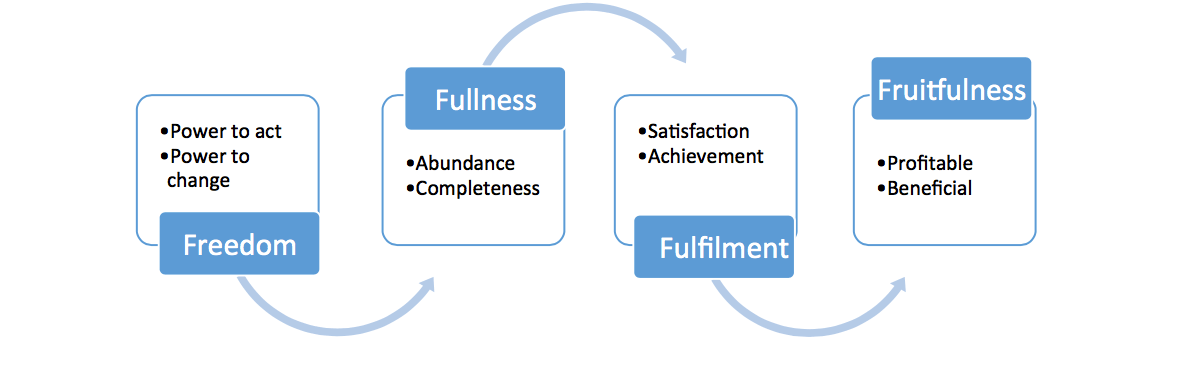 •Power to act
•Power to
change
Freedom
Fullness
•Abundance
•Completeness
•Satisfaction
•Achievement
Fulfilment
Fruitfulness
•Profitable
•Beneficial